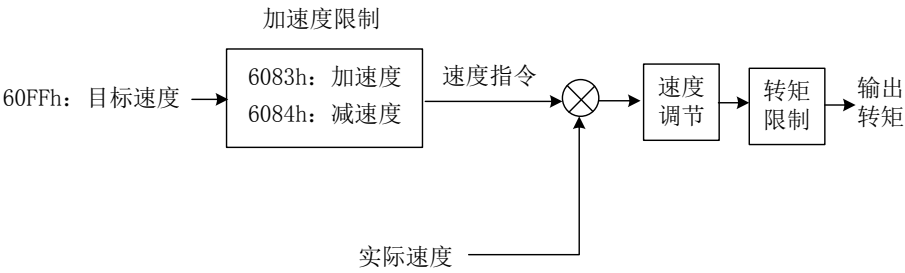 加速度限制
6083h：加速度
6084h：减速度
60FFh：目标速度
速度指令
速度
调节
转矩
限制
输出
转矩
实际速度